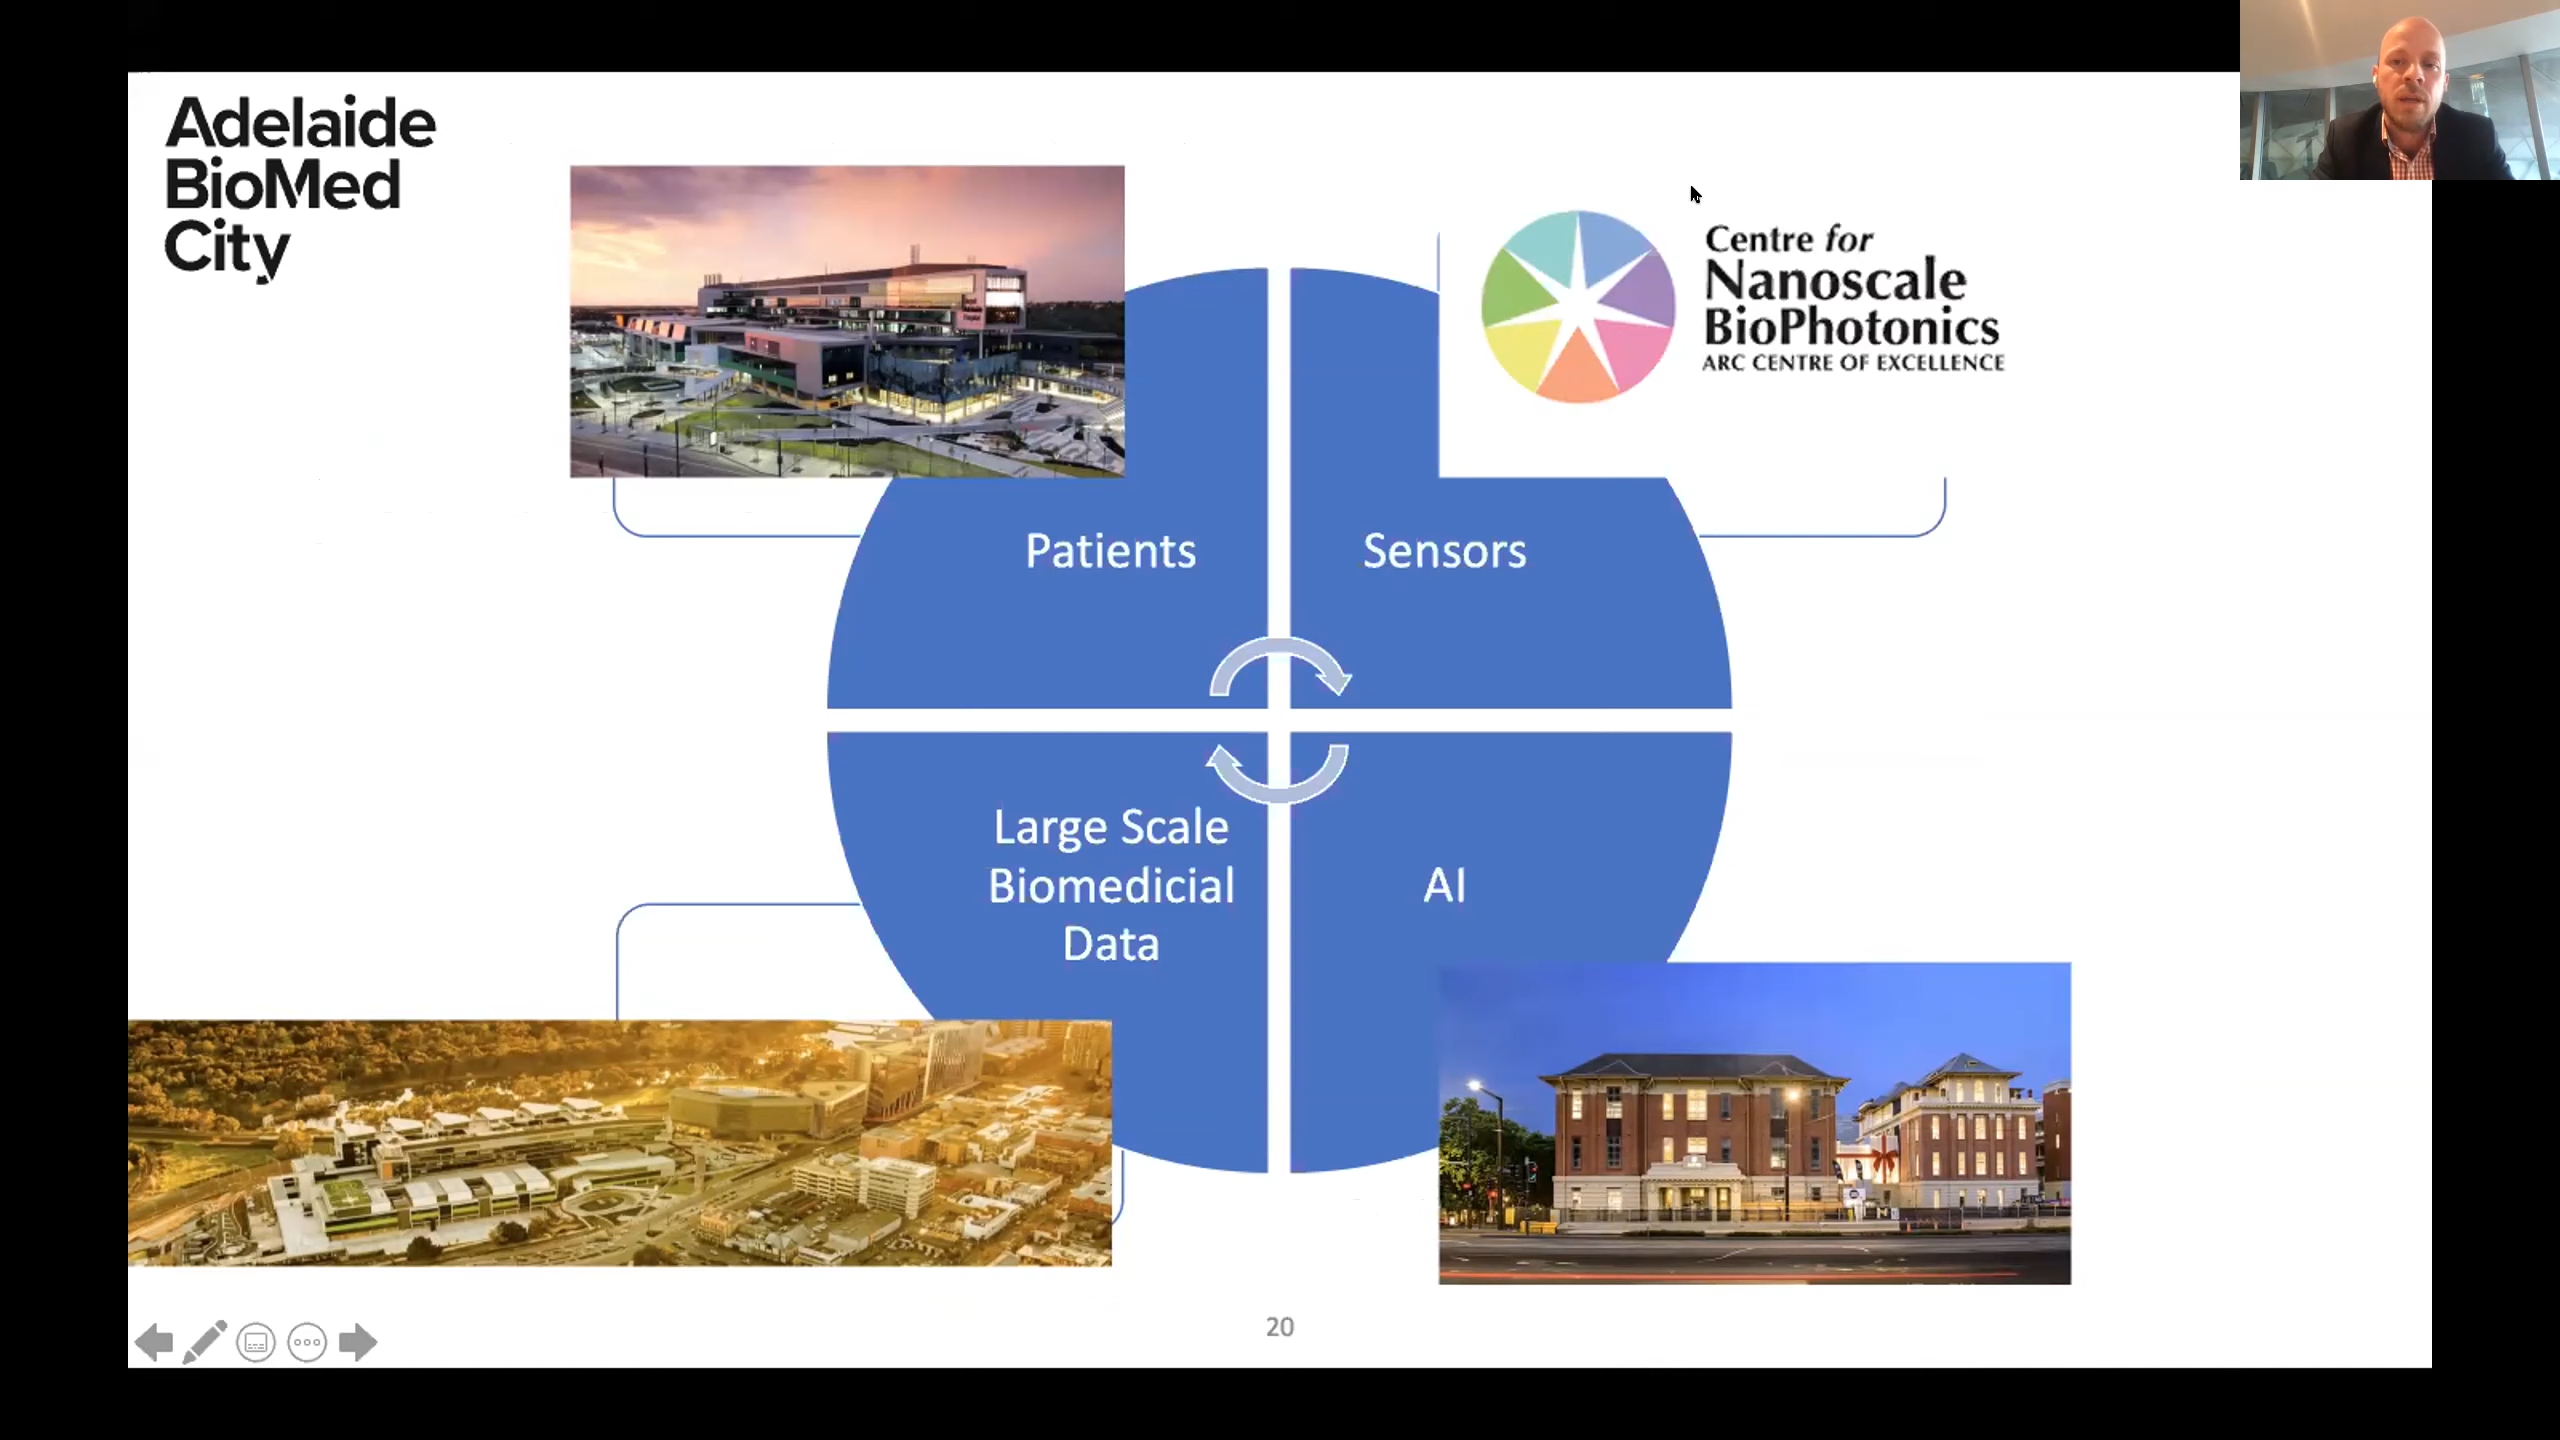 Adelaide
BioMed
City
Centre for
Nanoscale
BioPhotonics
ARC CENTRE OF EXCELLENCE
Patients
Sensors
Large Scale
Biomedicial
Data
AI
20